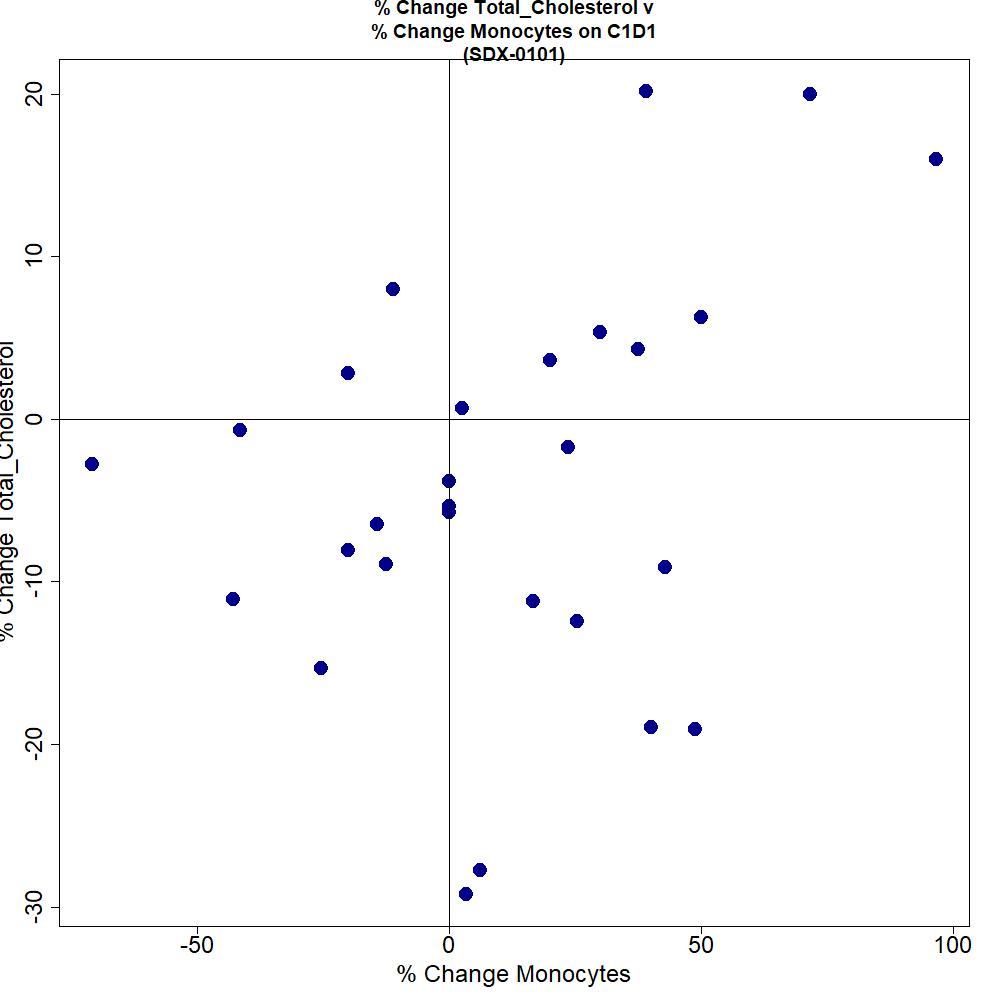 % Change Total_Cholesterol v
% Change Monocytes on C1D1
(SDX-0101)
% Change Total_Cholesterol
20
10
0
-10
-20
-30
-50
0
50
100
% Change Monocytes